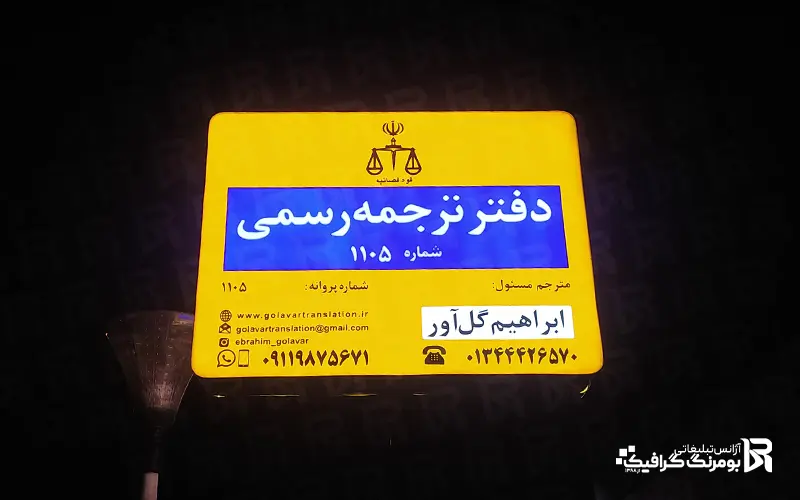 قوه قضائیه
دفتر ترجمه رسمی
شماره ۱۱۰۵
مترجم مسئول:
ابراهیم گل‌آور
۰۱۳۴۴۴۲۶۵۷۰
شماره پروانه: ۱۱۰۵
www.golavartranslation.ir
golavartranslation@gmail.com
ebrahim_golavar
۰۹۱۱۹۸۷۵۶۷۱
آژانس تبلیغاتی
بومرنگ گرافیک